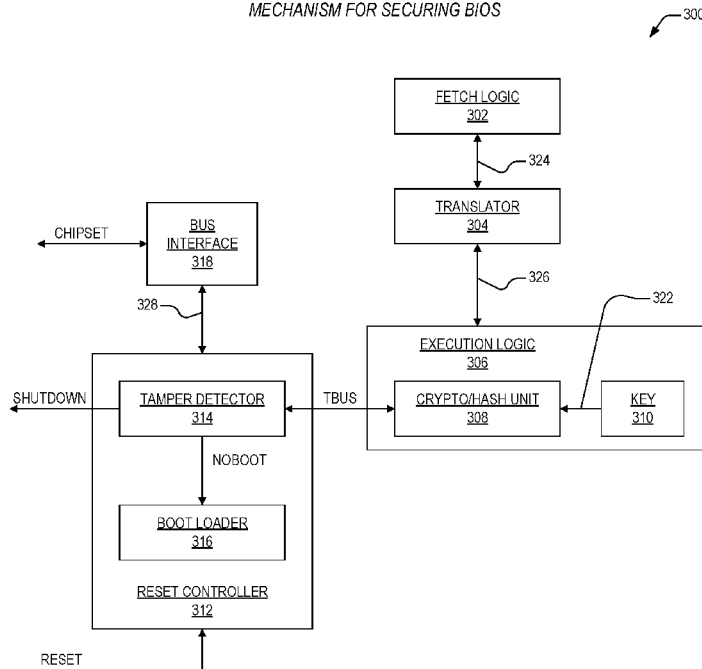 MECHANISM FOR SECURING BIOS
300
FETCH LOGIC
302
324
TRANSLATOR
304
CHIPSET
BUS
INTERFACE
318
326
328
322
EXECUTION LOGIC
306
SHUTDOWN
TAMPER DETECTOR
314
TBUS
CRYPTO/HASH UNIT
308
KEY
310
NOBOOT
BOOT LOADER
316
RESET CONTROLLER
312
RESET